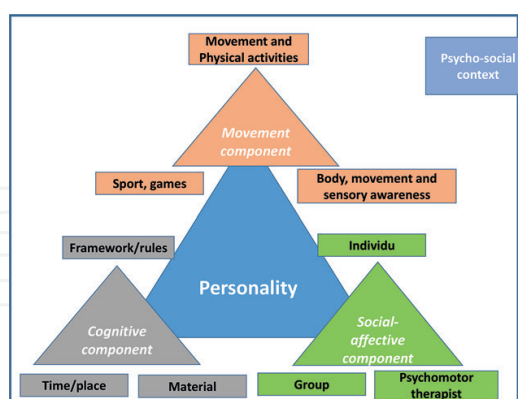 Movement and
Physical activities
Psycho-social
context
Movement
component
Sport, games
Body, movement and
sensory awareness
Framework/rules
Individu
Personality
Cognitive
component
Social-
affective
component
Time/place
Material
Group
Psychomotor
therapist